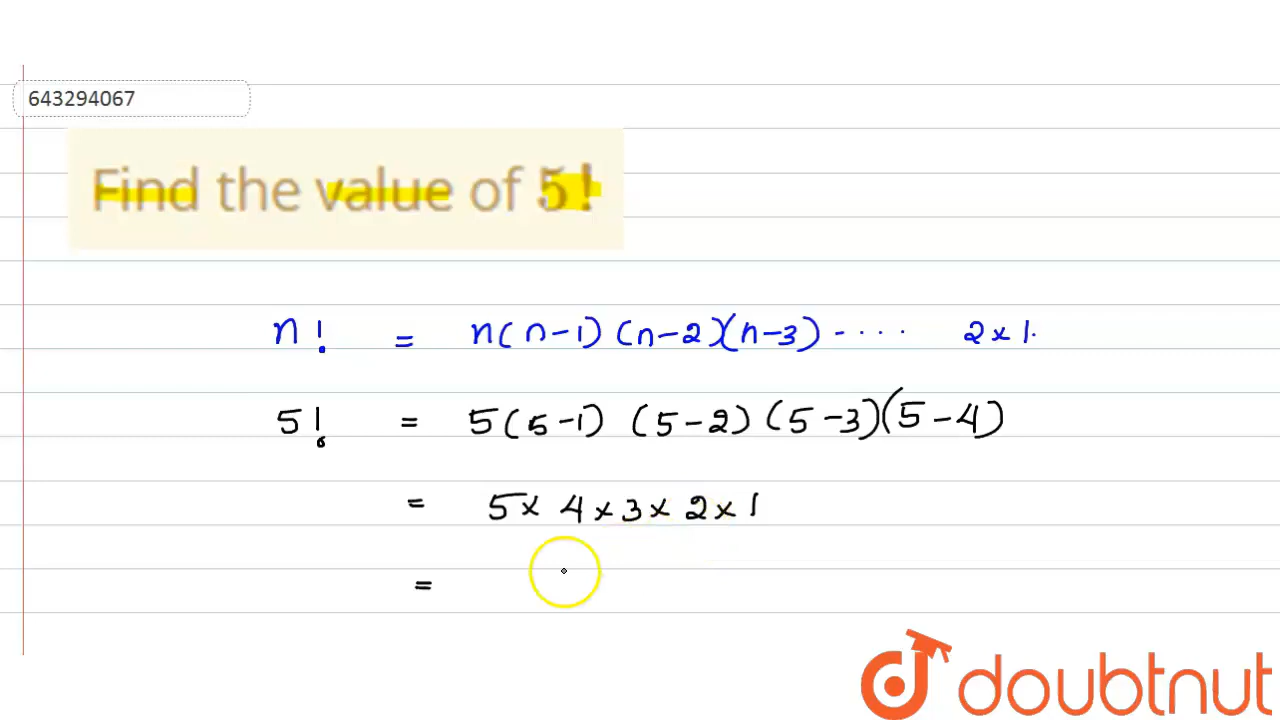 643294067
Find the value of 5!
n! = n(n-1)(n-2)(n-3)-···· 2×1.
5! = 5(5-1)(5-2)(5-3)(5-4)
= 5×4×3×2×1
=
doubtnut